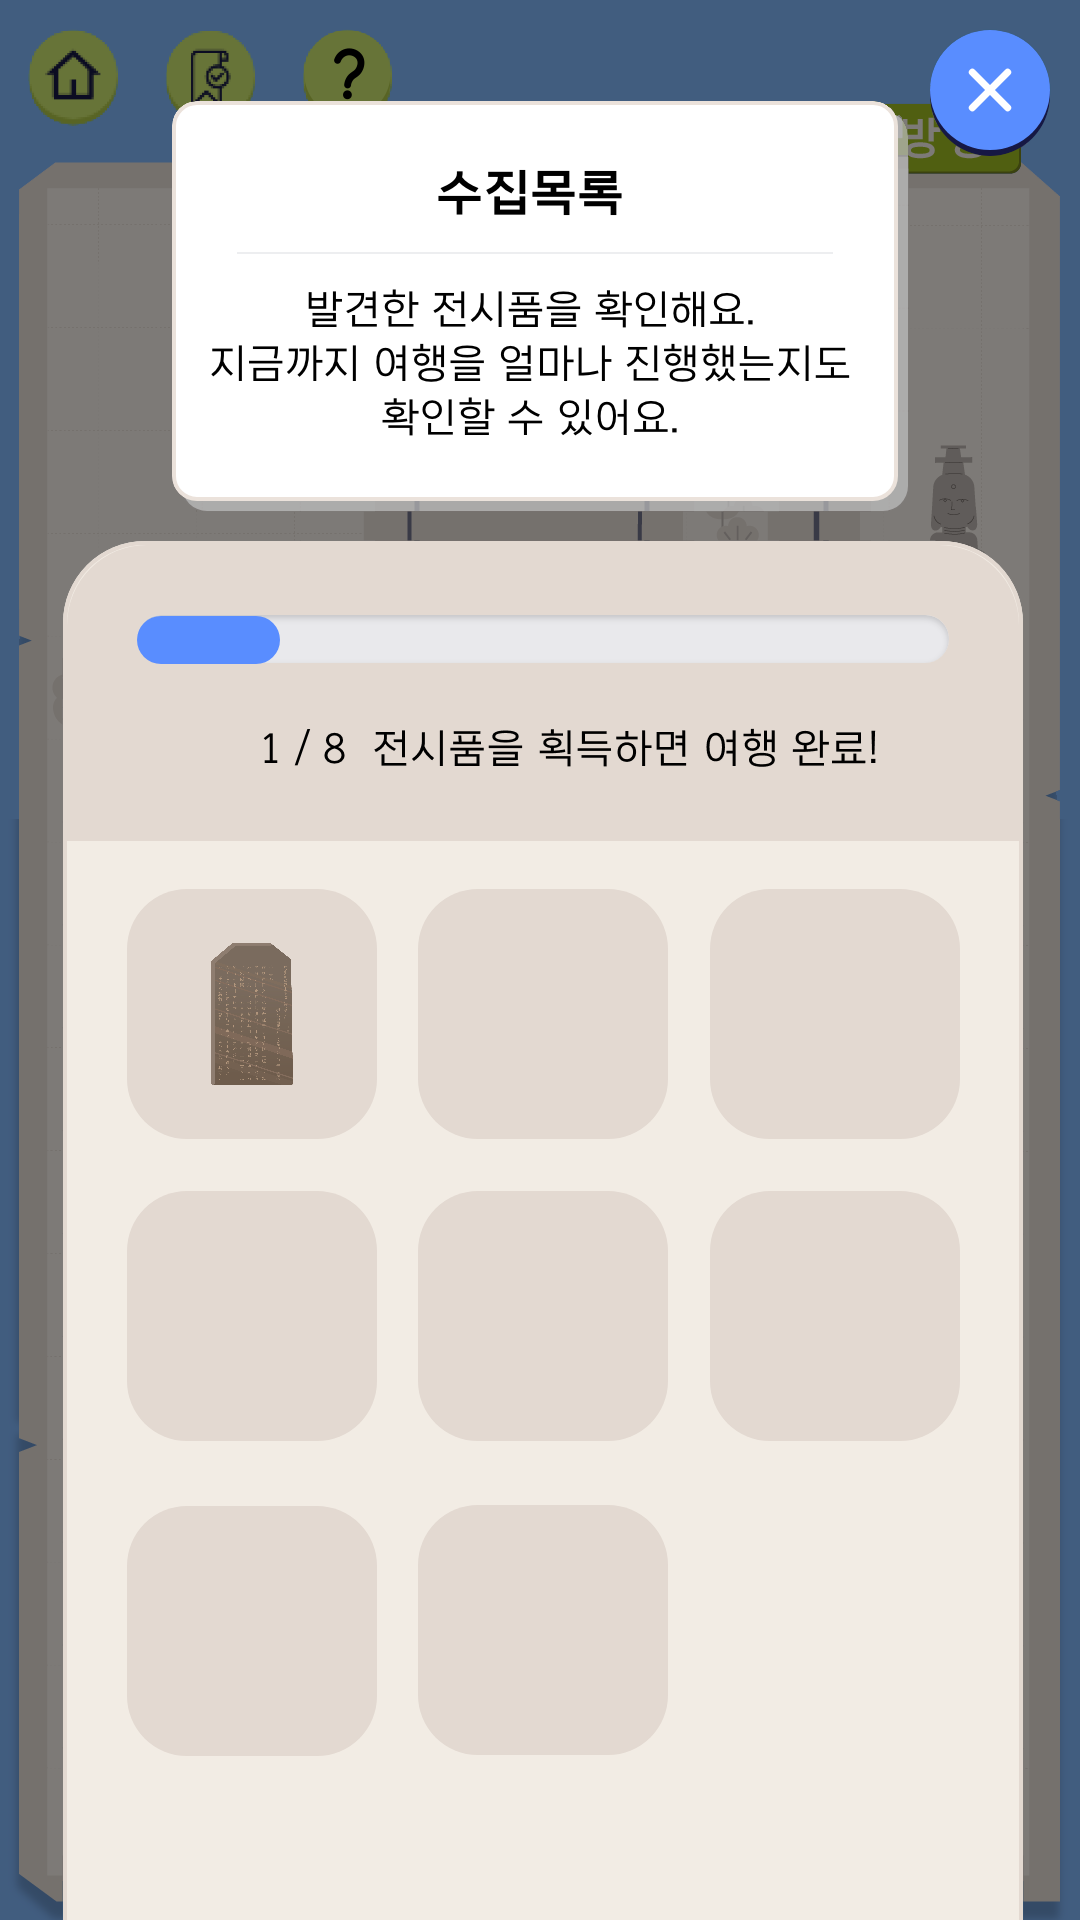 수집목록
발견한 전시품을 확인해요.
지금까지 여행을 얼마나 진행했는지도
확인할 수 있어요.
1 / 8 전시품을 획득하면 여행 완료!